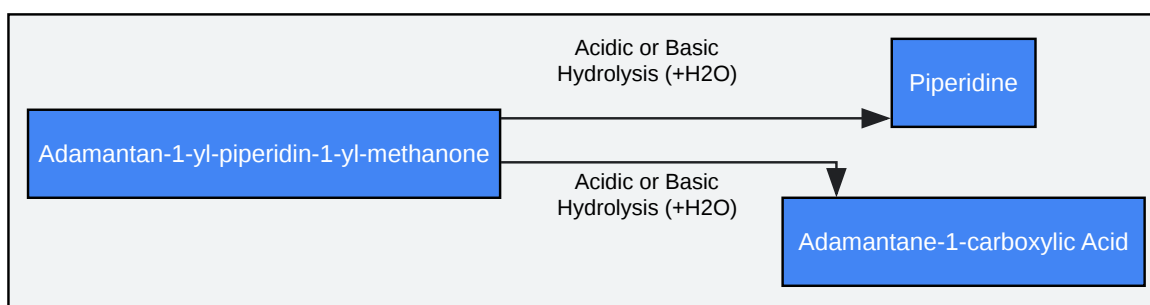 Acidic or Basic
Hydrolysis (+H2O)
Piperidine
Adamantan-1-yl-piperidin-1-yl-methanone
Acidic or Basic
Hydrolysis (+H2O)
Adamantane-1-carboxylic Acid